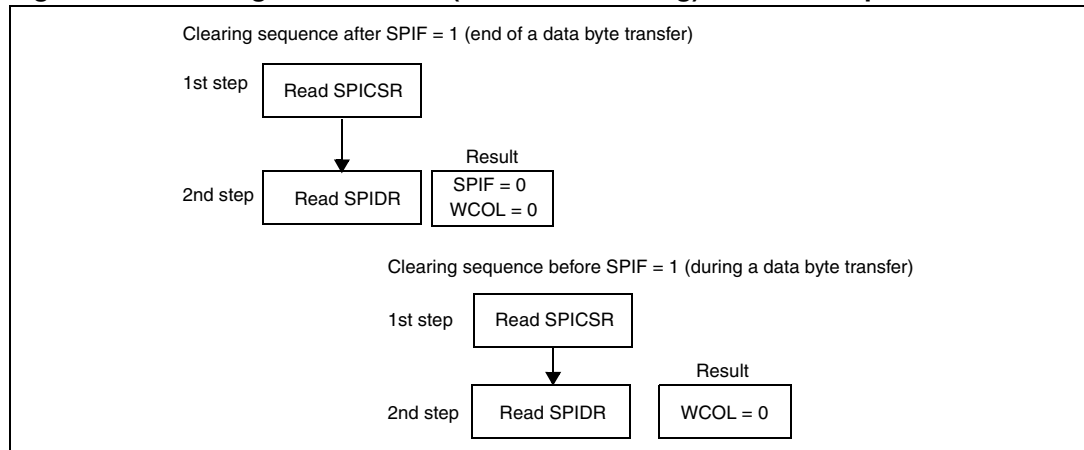 Clearing sequence after SPIF = 1 (end of a data byte transfer)
1st step
Read SPICSR
Result
2nd step
Read SPIDR
SPIF = 0
WCOL = 0
Clearing sequence before SPIF = 1 (during a data byte transfer)
1st step
Read SPICSR
Result
2nd step
Read SPIDR
WCOL = 0